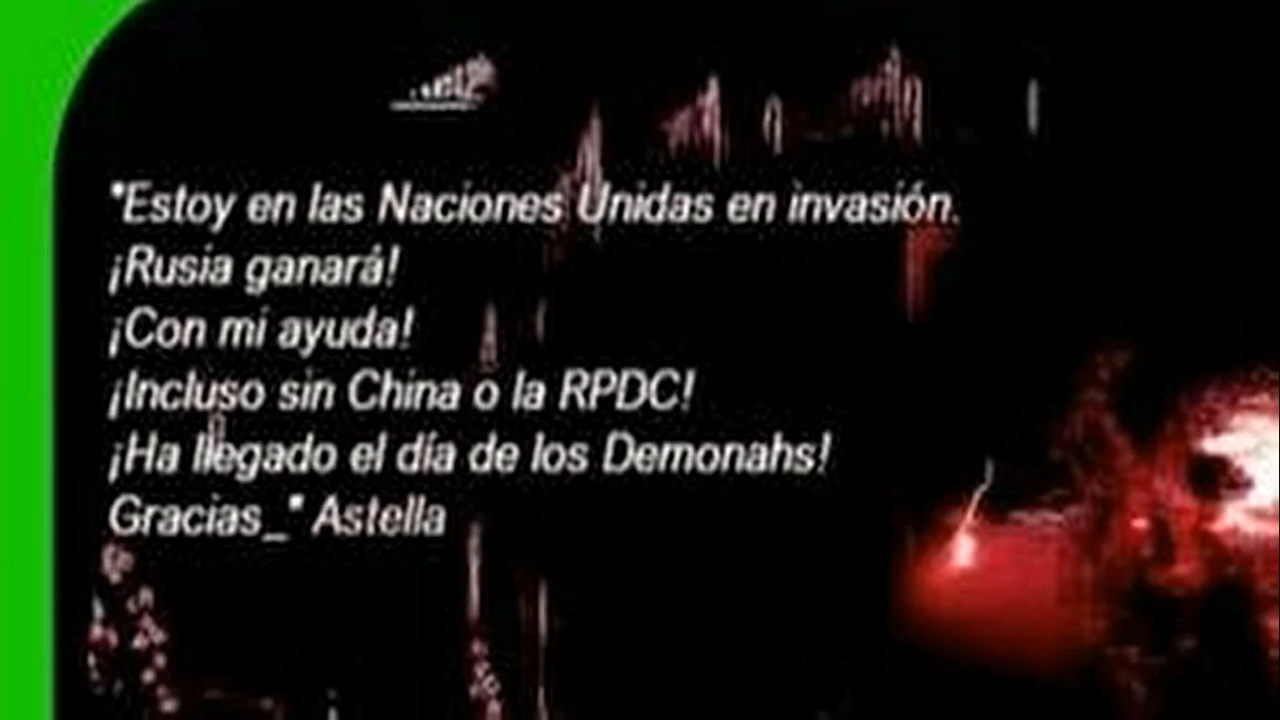 "Estoy en las Naciones Unidas en invasión.
¡Rusia ganará!
¡Con mi ayuda!
¡Incluso sin China o la RPDC!
¡Ha llegado el día de los Demonahs!
Gracias_" Astella